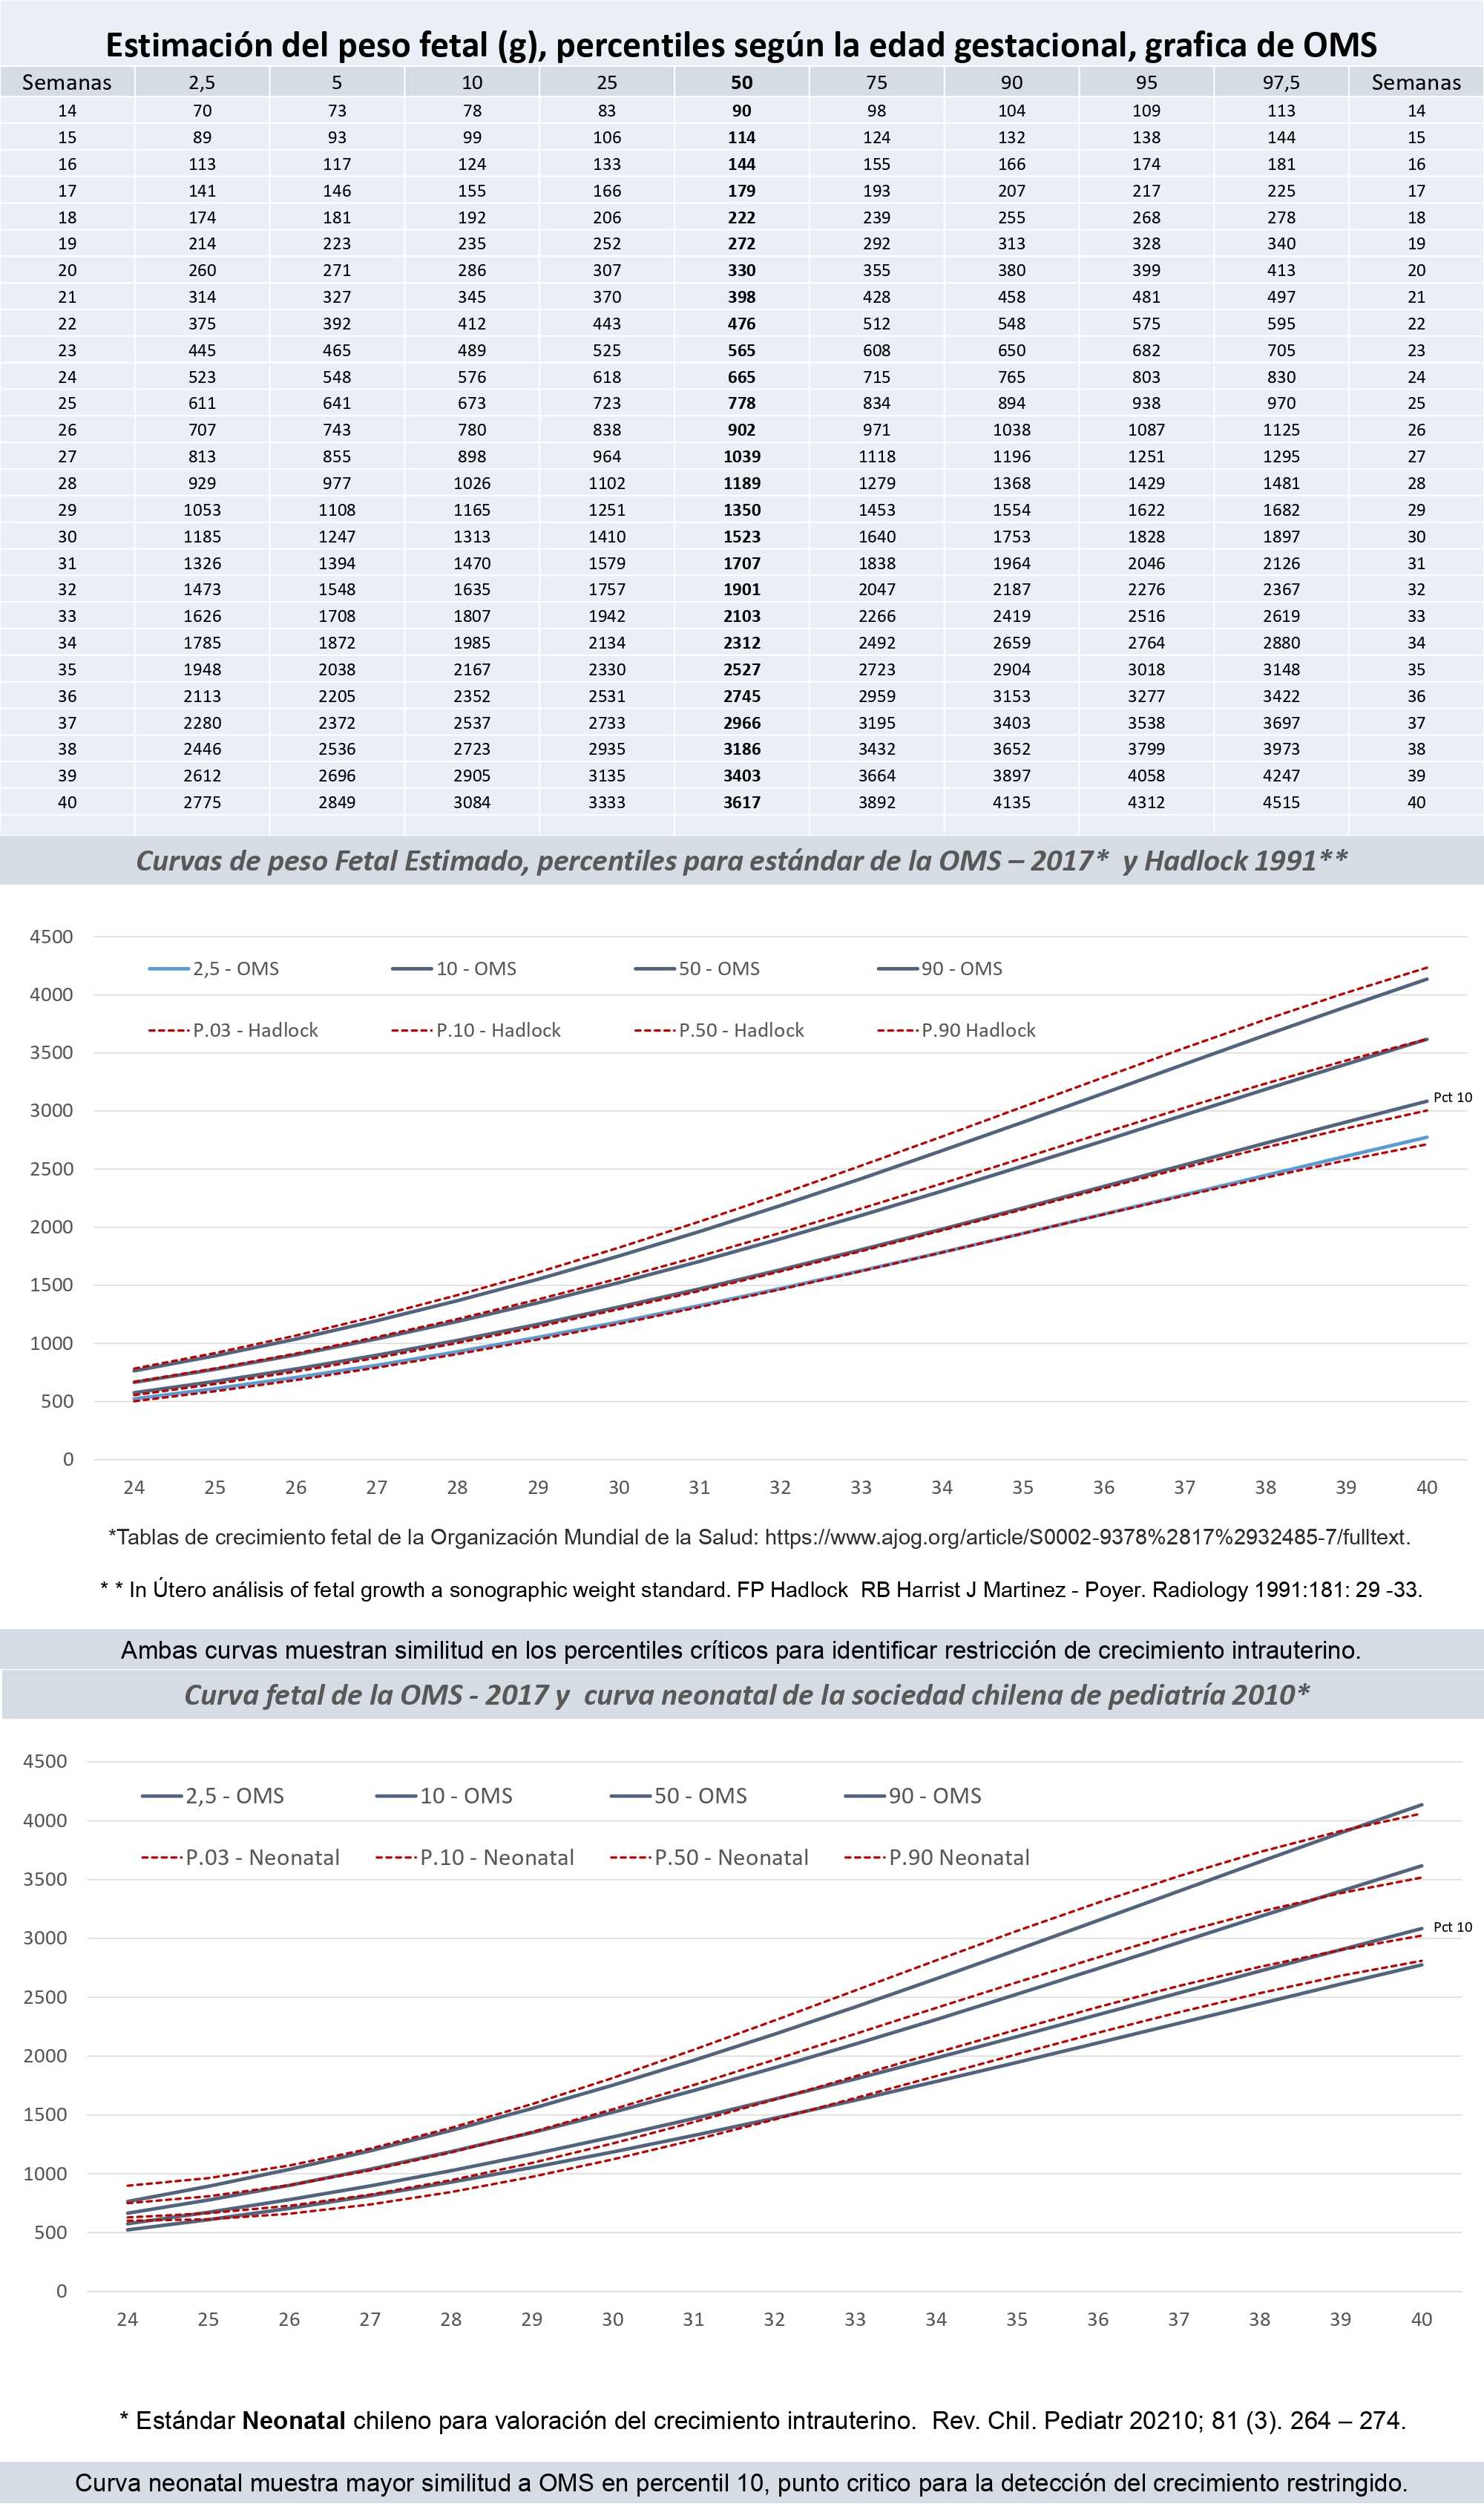 Estimación del peso fetal (g), percentiles según la edad gestacional, grafica de OMS
Semanas 2,5 5 10 25 50 75 90 95 97,5 Semanas
14 70 73 78 83 90 98 104 109 113 14
15 89 93 99 106 114 124 132 138 144 15
16 113 117 124 133 144 155 166 174 181 16
17 141 146 155 166 179 193 207 217 225 17
18 174 181 192 206 222 239 255 268 278 18
19 214 223 235 252 272 292 313 328 340 19
20 260 271 286 307 330 355 380 399 413 20
21 314 327 345 370 398 428 458 481 497 21
22 375 392 412 443 476 512 548 575 595 22
23 445 465 489 525 565 608 650 682 705 23
24 523 548 576 618 665 715 765 803 830 24
25 611 641 673 723 778 834 894 938 970 25
26 707 743 780 838 902 971 1038 1087 1125 26
27 813 855 898 964 1039 1118 1196 1251 1295 27
28 929 977 1026 1102 1189 1279 1368 1429 1481 28
29 1053 1108 1165 1251 1350 1453 1554 1622 1682 29
30 1185 1247 1313 1410 1523 1640 1753 1828 1897 30
31 1326 1394 1470 1579 1707 1838 1964 2046 2126 31
32 1473 1548 1635 1757 1901 2047 2187 2276 2367 32
33 1626 1708 1807 1942 2103 2266 2419 2516 2619 33
34 1785 1872 1985 2134 2312 2492 2659 2764 2880 34
35 1948 2038 2167 2330 2527 2723 2904 3018 3148 35
36 2113 2205 2352 2531 2745 2959 3153 3277 3422 36
37 2280 2372 2537 2733 2966 3195 3403 3538 3697 37
38 2446 2536 2723 2935 3186 3432 3652 3799 3973 38
39 2612 2696 2905 3135 3403 3664 3897 4058 4247 39
40 2775 2849 3084 3333 3617 3892 4135 4312 4515 40
Curvas de peso Fetal Estimado, percentiles para estándar de la OMS – 2017* y Hadlock 1991**
4500
2,5 - OMS 10 - OMS 50 - OMS 90 - OMS
4000
P.03 - Hadlock P.10 - Hadlock P.50 - Hadlock P.90 Hadlock
3500
3000
Pct 10
2500
2000
1500
1000
500
0
24 25 26 27 28 29 30 31 32 33 34 35 36 37 38 39 40
*Tablas de crecimiento fetal de la Organización Mundial de la Salud: https://www.ajog.org/article/S0002-9378%2817%2932485-7/fulltext.
* * In Útero análisis of fetal growth a sonographic weight standard. FP Hadlock RB Harrist J Martinez - Poyer. Radiology 1991:181: 29 -33.
Ambas curvas muestran similitud en los percentiles críticos para identificar restricción de crecimiento intrauterino.
Curva fetal de la OMS - 2017 y curva neonatal de la sociedad chilena de pediatría 2010*
4500
2,5 - OMS 10 - OMS 50 - OMS 90 - OMS
4000
P.03 - Neonatal P.10 - Neonatal P.50 - Neonatal P.90 Neonatal
3500
3000
Pct 10
2500
2000
1500
1000
500
0
24 25 26 27 28 29 30 31 32 33 34 35 36 37 38 39 40
* Estándar Neonatal chileno para valoración del crecimiento intrauterino. Rev. Chil. Pediatr 20210; 81 (3). 264 – 274.
Curva neonatal muestra mayor similitud a OMS en percentil 10, punto critico para la detección del crecimiento restringido.